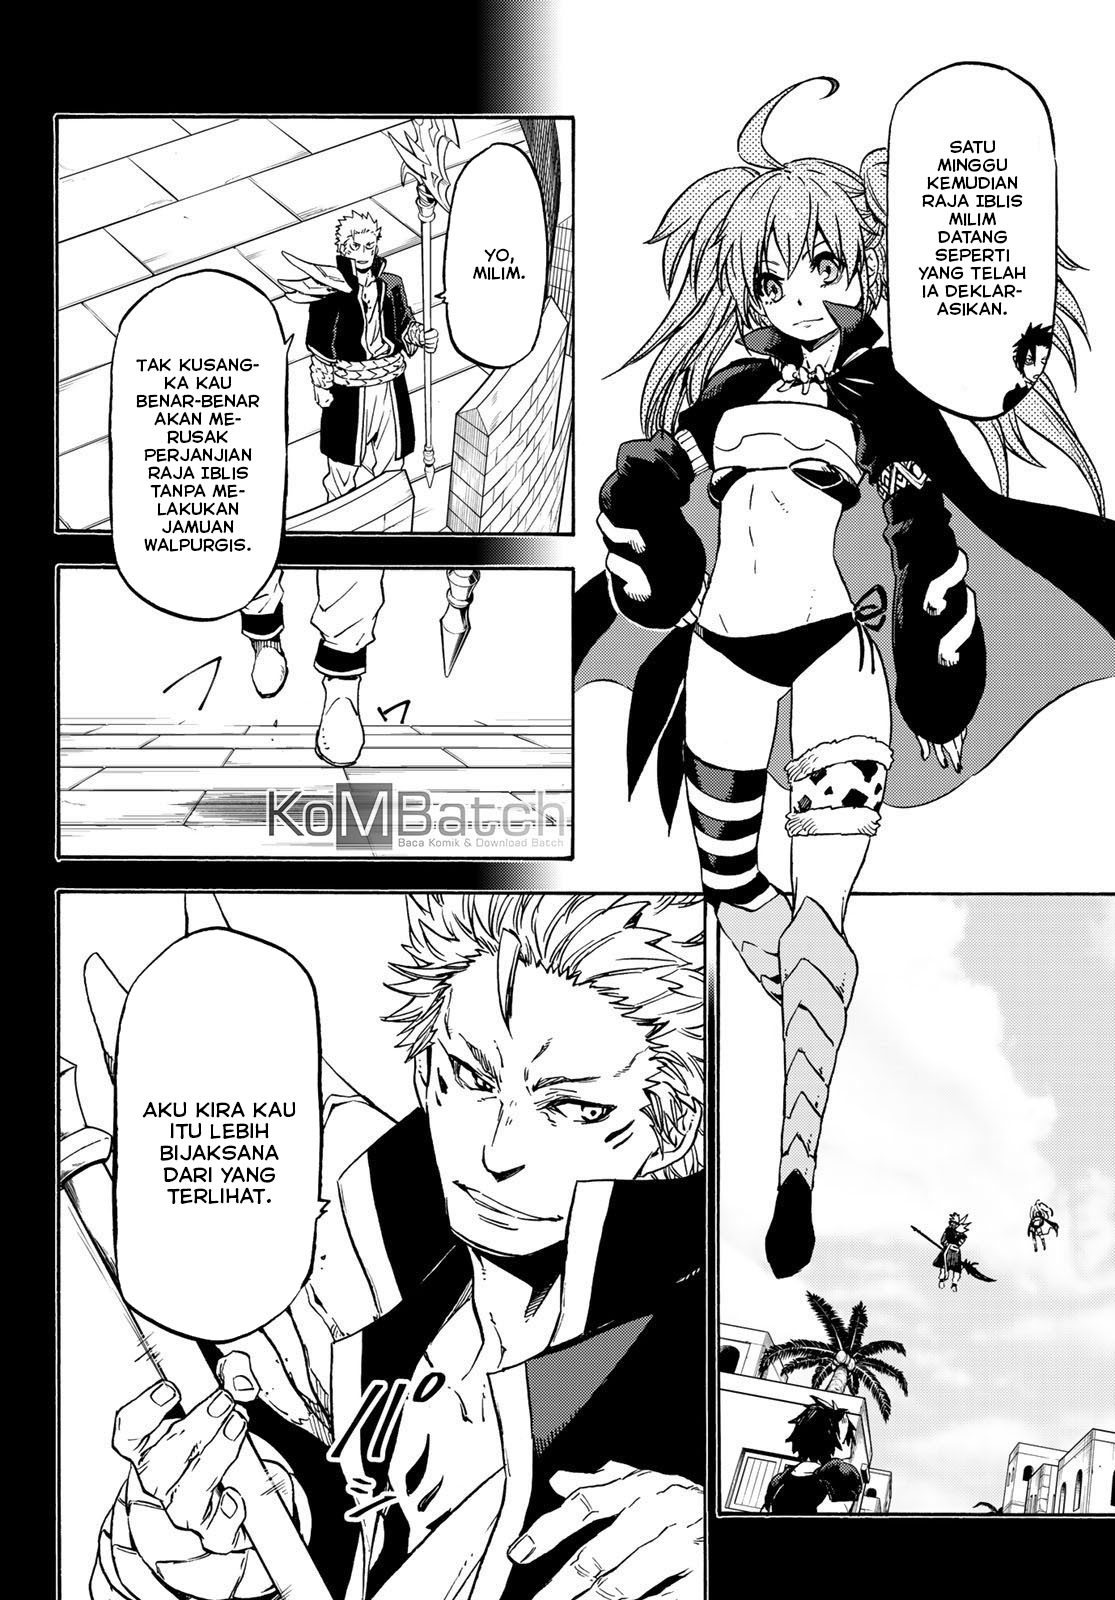 SATU
MINGGU
KEMUDIAN
RAJA IBLIS
MILIM
DATANG
SEPERTI
YANG TELAH
IA DEKLAR-
ASIKAN.
YO,
MILIM.
TAK KUSANG-
KA KAU
BENAR-BENAR
AKAN ME-
RUSAK
PERJANJIAN
RAJA IBLIS
TANPA ME-
LAKUKAN
JAMUAN
WALPURGIS.
KoMBatch
Baca Komik & Download Batch
AKU KIRA KAU
ITU LEBIH
BIJAKSANA
DARI YANG
TERLIHAT.